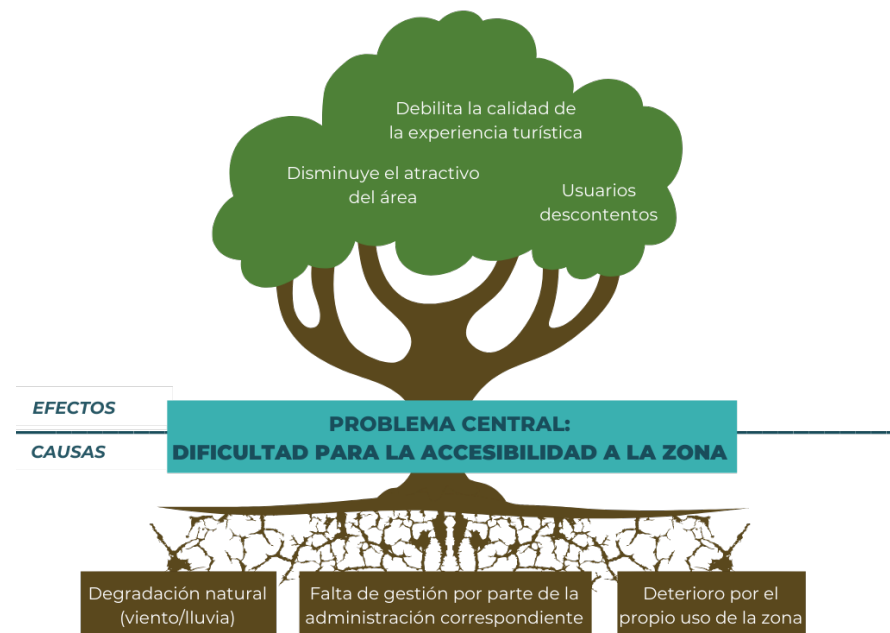 Debilita la calidad de
la experiencia turística
Disminuye el atractivo
del área
Usuarios
descontentos
EFECTOS
CAUSAS
PROBLEMA CENTRAL:
DIFICULTAD PARA LA ACCESIBILIDAD A LA ZONA
Degradación natural
(viento/lluvia)
Falta de gestión por parte de la
administración correspondiente
Deterioro por el
propio uso de la zona